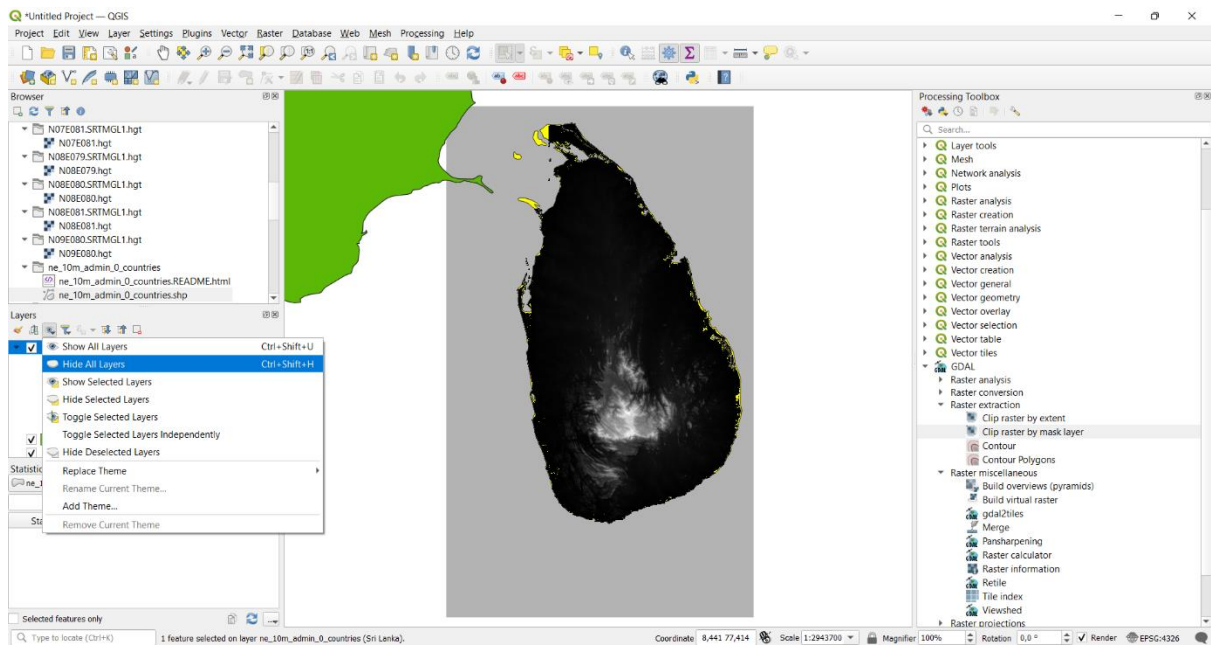 *Untitled Project — QGIS
Project Edit View Layer Settings Plugins Vector Raster Database Web Mesh Processing Help
Browser
N07E081.SRTMGL1.hgt
N07E081.hgt
N08E079.SRTMGL1.hgt
N08E079.hgt
N08E080.SRTMGL1.hgt
N08E080.hgt
N08E081.SRTMGL1.hgt
N08E081.hgt
N09E080.SRTMGL1.hgt
N09E080.hgt
ne_10m_admin_0_countries
ne_10m_admin_0_countries.README.html
ne_10m_admin_0_countries.shp
Layers
Show All Layers Ctrl+Shift+U
Hide All Layers Ctrl+Shift+H
Show Selected Layers
Hide Selected Layers
Toggle Selected Layers
Toggle Selected Layers Independently
Hide Deselected Layers
Replace Theme
Rename Current Theme...
Add Theme...
Remove Current Theme
Selected features only
Processing Toolbox
Search...
Layer tools
Mesh
Network analysis
Plots
Raster analysis
Raster creation
Raster terrain analysis
Raster tools
Vector analysis
Vector creation
Vector general
Vector geometry
Vector overlay
Vector selection
Vector table
Vector tiles
GDAL
Raster analysis
Raster conversion
Raster extraction
Clip raster by extent
Clip raster by mask layer
Contour
Contour Polygons
Raster miscellaneous
Build overviews (pyramids)
Build virtual raster
gdal2tiles
Merge
Pansharpening
Raster calculator
Raster information
Retile
Tile index
Viewshed
Raster projections
Type to locate (Ctrl+K) 1 feature selected on layer ne_10m_admin_0_countries (Sri Lanka). Coordinate 8,441 77,414 Scale 1:2943700 Magnifier 100% Rotation 0,0 ° Render EPSG:4326